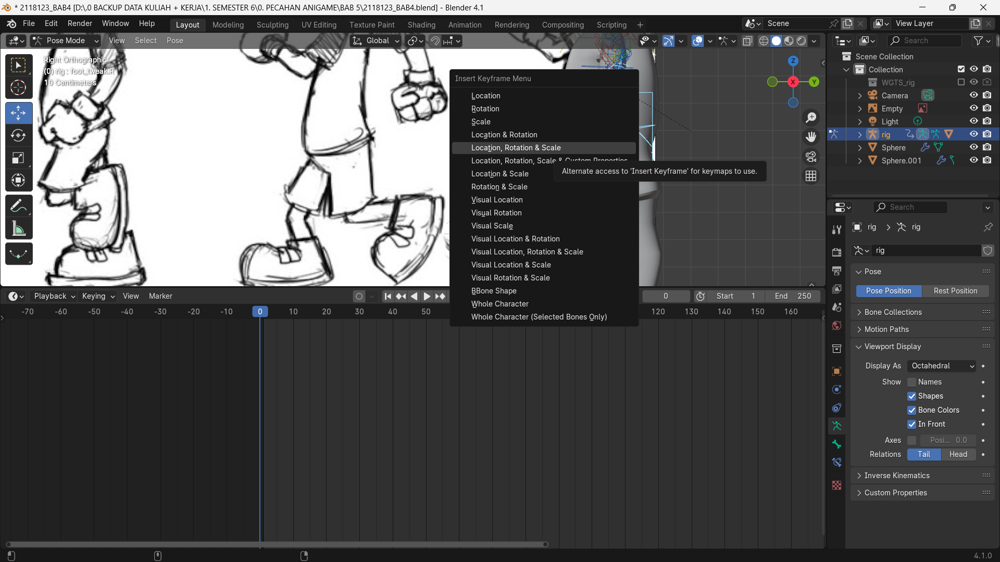 * 2118123_BAB4 [D:\.0 BACKUP DATA KULIAH + KERJA\1. SEMESTER 6\0. PECAHAN ANIGAME\BAB 5\2118123_BAB4.blend] - Blender 4.1
File Edit Render Window Help Layout Modeling Sculpting UV Editing Texture Paint Shading Animation Rendering Compositing Scripting + Scene View Layer
Pose Mode View Select Pose Global Search
Right Orthographic
(0) rig : foot_tweak.R
10 Centimeters
Z
X
Y
Insert Keyframe Menu
Location
Rotation
Scale
Location & Rotation
Location, Rotation & Scale
Location, Rotation, Scale & Custom Properties
Location & Scale
Rotation & Scale
Visual Location
Visual Rotation
Visual Scale
Visual Location & Rotation
Visual Location, Rotation & Scale
Visual Location & Scale
Visual Rotation & Scale
BBone Shape
Whole Character
Whole Character (Selected Bones Only)
Alternate access to 'Insert Keyframe' for keymaps to use.
Scene Collection
Collection
WGTS_rig
Camera
Empty
Light
rig
Sphere
Sphere.001
Search
rig rig
rig
Pose
Pose Position Rest Position
Bone Collections
Motion Paths
Viewport Display
Display As Octahedral
Show Names
Shapes
Bone Colors
In Front
Axes Posi... 0.0
Relations Tail Head
Inverse Kinematics
Custom Properties
Playback Keying View Marker 0 Start 1 End 250
-70 -60 -50 -40 -30 -20 -10 0 10 20 30 40 50 120 130 140 150 160
4.1.0